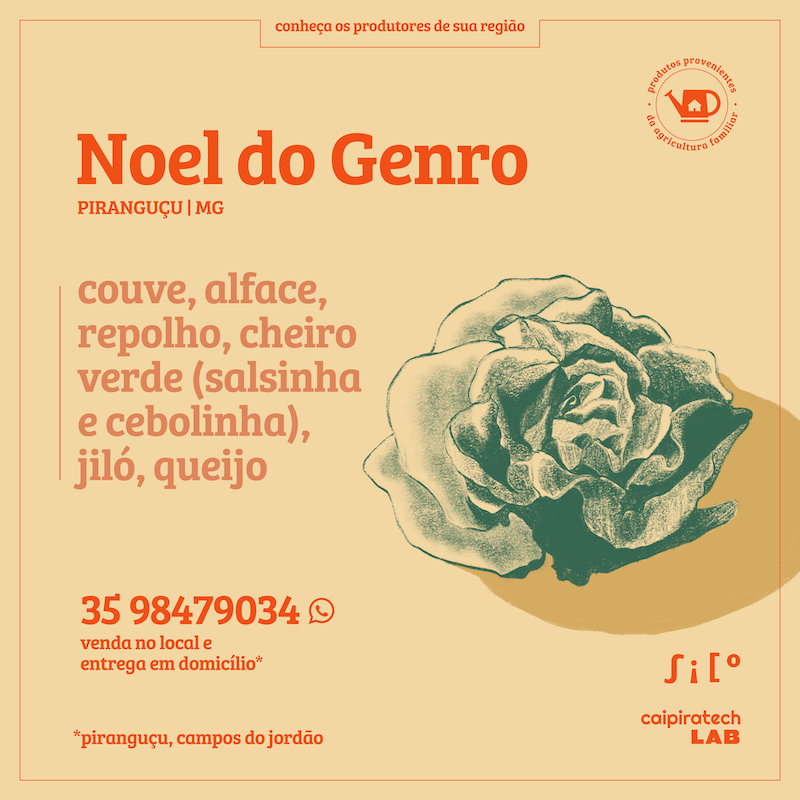 conheça os produtores de sua região
produtos provenientes
da agricultura familiar
Noel do Genro
PIRANGUÇU | MG
couve, alface,
repolho, cheiro
verde (salsinha
e cebolinha),
jiló, queijo
35 98479034
venda no local e
entrega em domicílio*
*piranguçu, campos do jordão
caipiratech
LAB